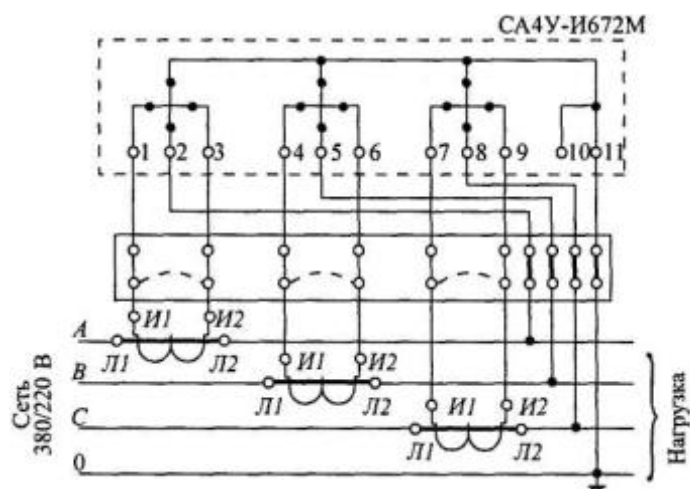 СА4У-И672М
1 2 3 4 5 6 7 8 9 10 11
A И1 И2
Л1 Л2 И1 И2
B
Л1 Л2 И1 И2
C
Л1 Л2
0
Сеть
380/220 В
Нагрузка